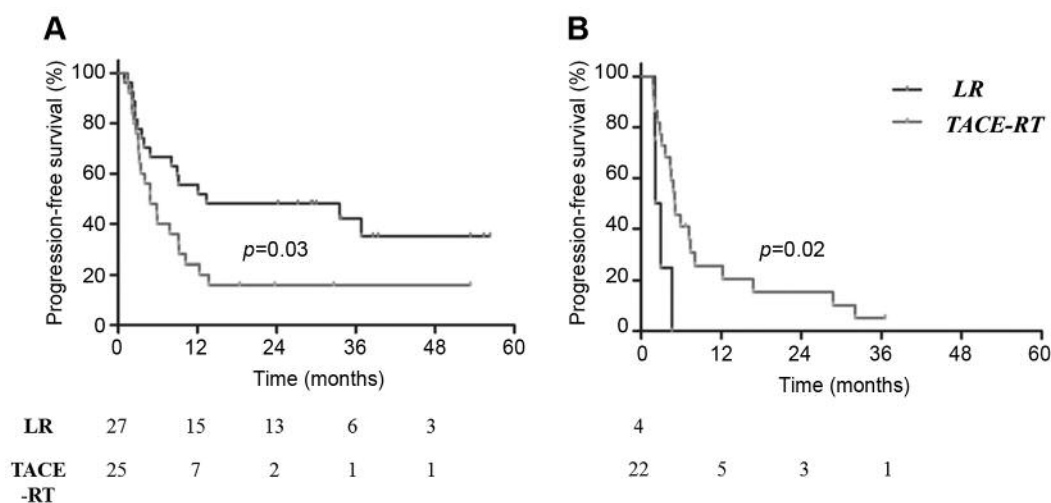 A
Progression-free survival (%)
100
80
60
40
20
0
p=0.03
0 12 24 36 48 60
Time (months)
LR 27 15 13 6 3
TACE 25 7 2 1 1
-RT
B
Progression-free survival (%)
100
80
60
40
20
0
LR
TACE-RT
p=0.02
0 12 24 36 48 60
Time (months)
4
22 5 3 1